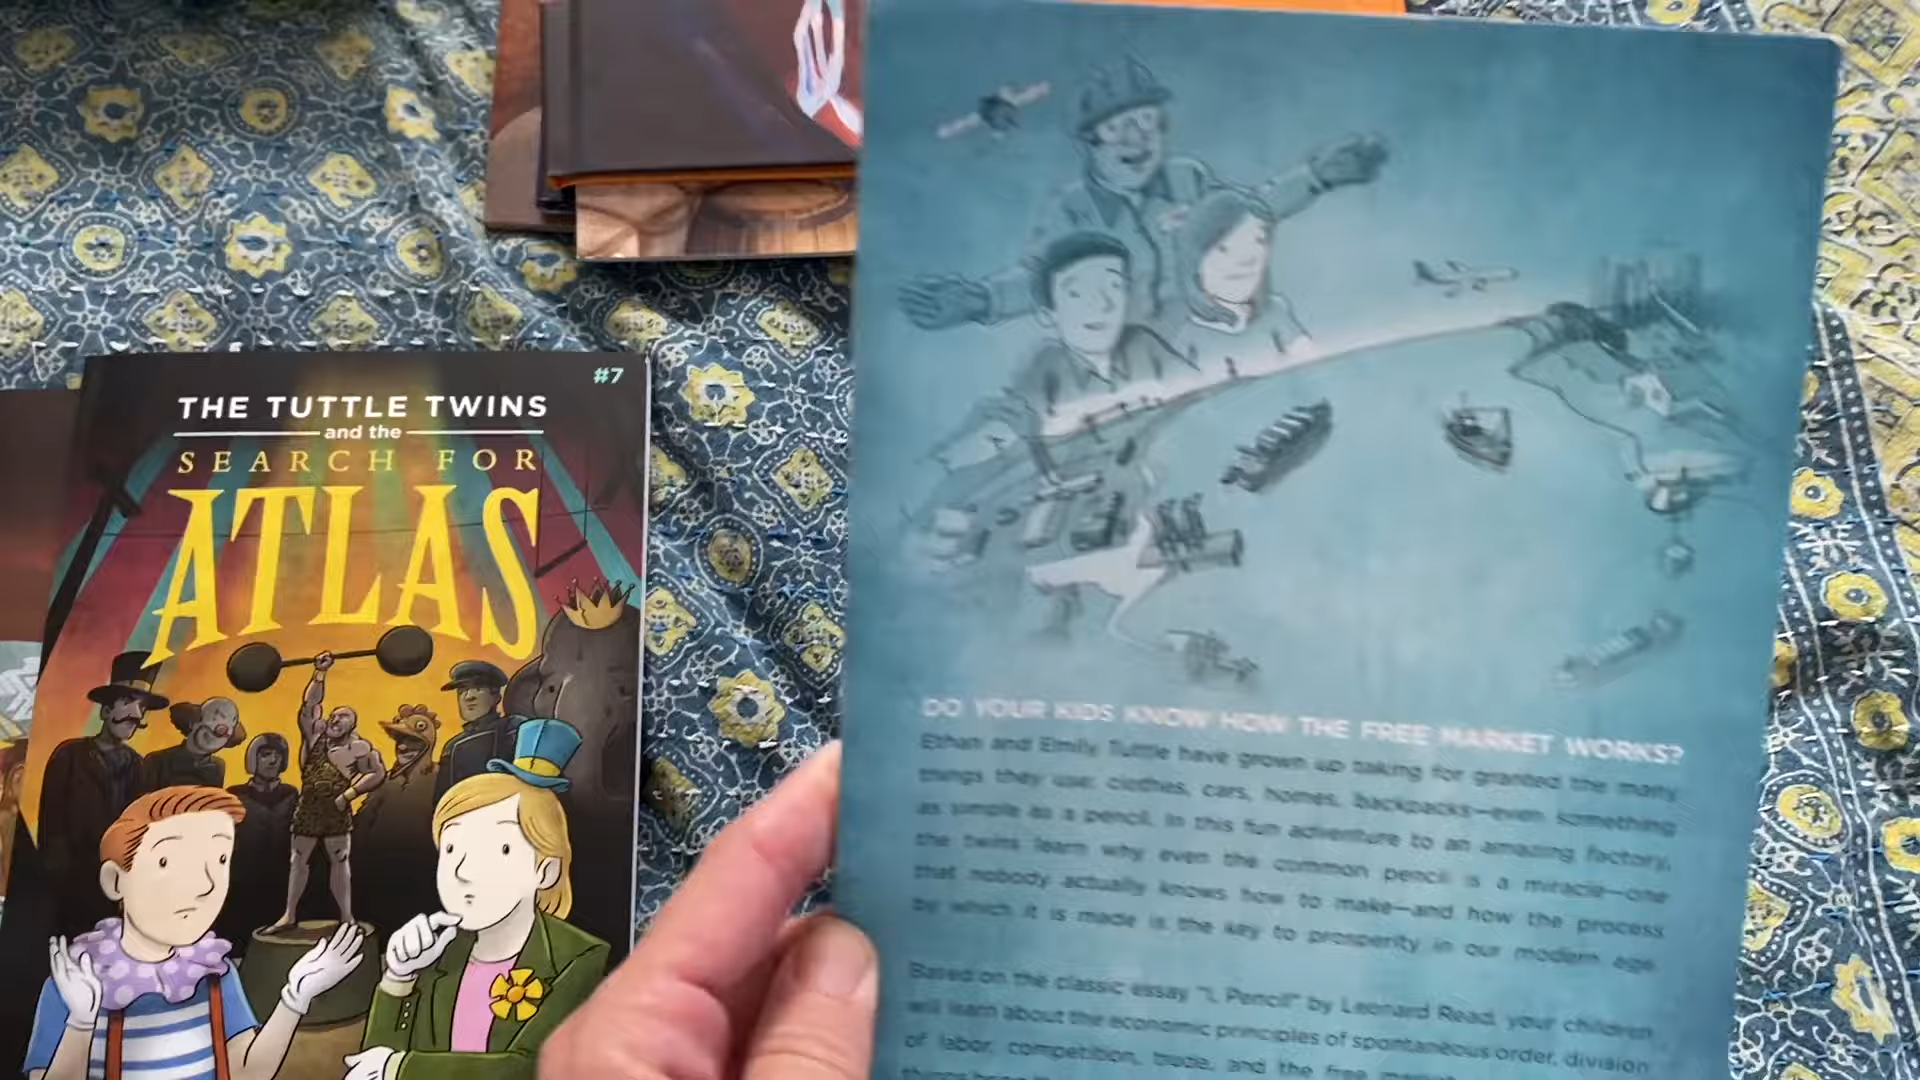 #7
THE TUTTLE TWINS
and the
SEARCH FOR
ATLAS
DO YOUR KIDS KNOW HOW THE FREE MARKET WORKS?
Ethan and Emily Tuttle have grown up taking for granted the many
things they use: clothes, cars, homes, backpacks—even something
as simple as a pencil. In this fun adventure to an amazing factory,
the twins learn why even the common pencil is a miracle—one
that nobody actually knows how to make—and how the process
by which it is made is the key to prosperity in our modern age.
Based on the classic essay "I, Pencil" by Leonard Read, your children
will learn about the economic principles of spontaneous order, division
of labor, competition, trade, and the free